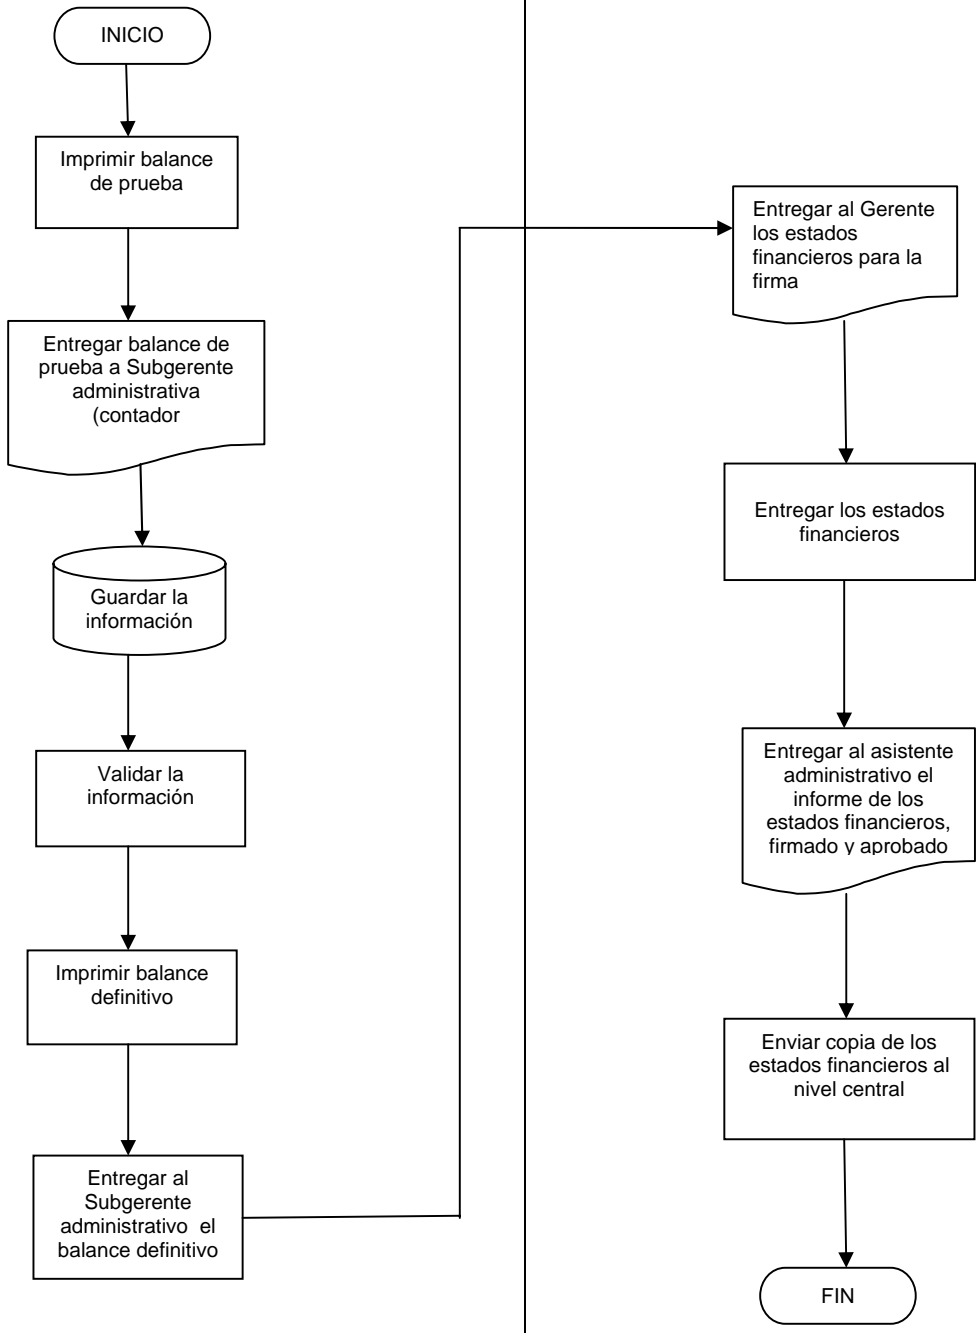 INICIO
Imprimir balance
de prueba
Entregar balance de
prueba a Subgerente
administrativa
(contador
Guardar la
información
Validar la
información
Imprimir balance
definitivo
Entregar al
Subgerente
administrativo el
balance definitivo
Entregar al Gerente
los estados
financieros para la
firma
Entregar los estados
financieros
Entregar al asistente
administrativo el
informe de los
estados financieros,
firmado y aprobado
Enviar copia de los
estados financieros al
nivel central
FIN